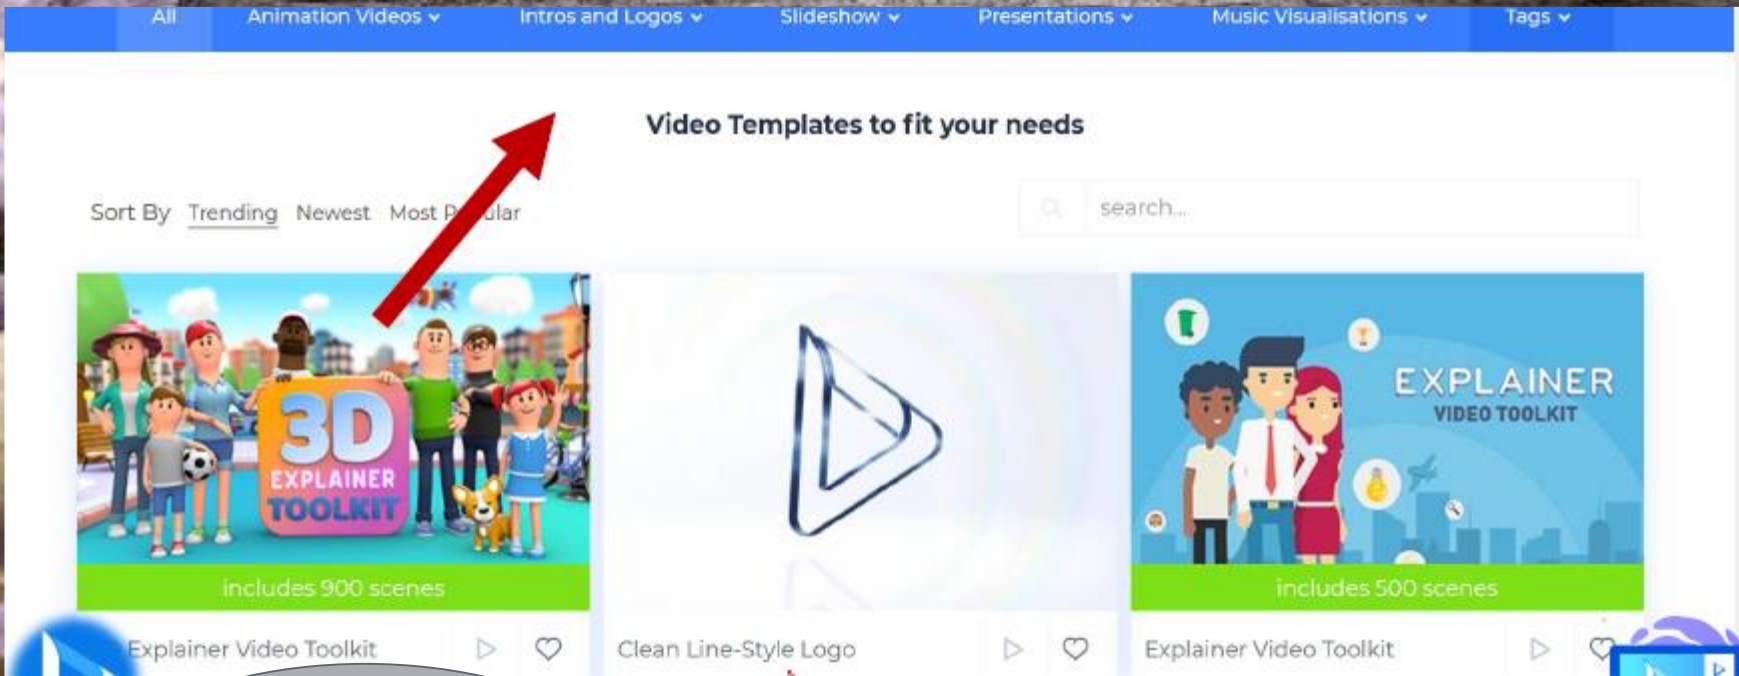 All Animation Videos Intros and Logos Slideshow Presentations Music Visualisations Tags
Video Templates to fit your needs
Sort By Trending Newest Most Popular
search...
3D
EXPLAINER
TOOLKIT
includes 900 scenes
EXPLAINER
VIDEO TOOLKIT
includes 500 scenes
Explainer Video Toolkit
Clean Line-Style Logo
Explainer Video Toolkit